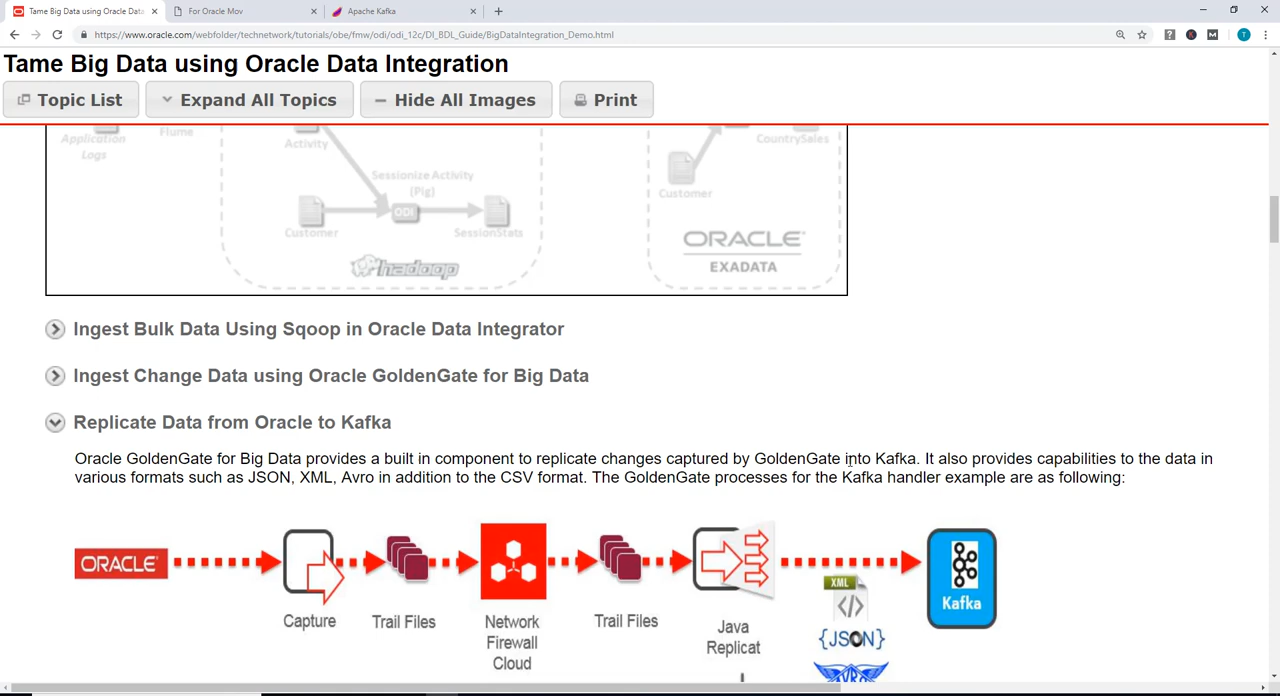 Tame Big Data using Oracle Data
For Oracle Mov
Apache Kafka
https://www.oracle.com/webfolder/technetwork/tutorials/obe/fmw/odi/odi_12c/DI_BDL_Guide/BigDataIntegration_Demo.html
T
Tame Big Data using Oracle Data Integration
Topic List
Expand All Topics
Hide All Images
Print
Application
Logs
Flume
Activity
CountrySales
Sessionize Activity
(Pig)
Customer
ODI
Customer
SessionStats
hadoop
ORACLE
EXADATA
Ingest Bulk Data Using Sqoop in Oracle Data Integrator
Ingest Change Data using Oracle GoldenGate for Big Data
Replicate Data from Oracle to Kafka
Oracle GoldenGate for Big Data provides a built in component to replicate changes captured by GoldenGate into Kafka. It also provides capabilities to the data in
various formats such as JSON, XML, Avro in addition to the CSV format. The GoldenGate processes for the Kafka handler example are as following:
ORACLE
Capture
Trail Files
Network
Firewall
Cloud
Trail Files
Java
Replicat
XML
</>
{JSON}
AVRO
Kafka